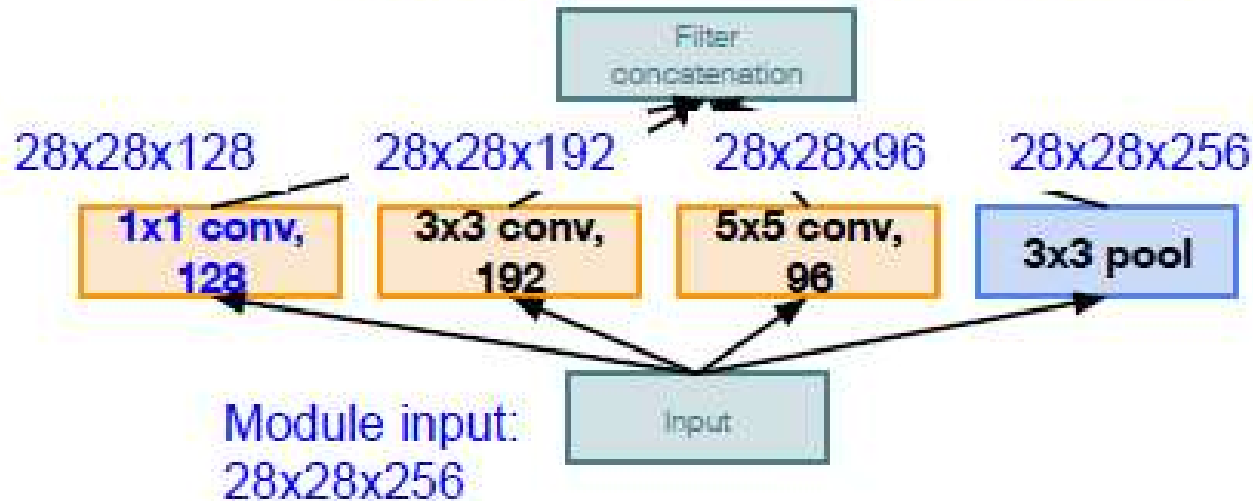 Filter
concatenation
28x28x128 28x28x192 28x28x96 28x28x256
1x1 conv,
128
3x3 conv,
192
5x5 conv,
96
3x3 pool
Module input:
28x28x256
Input